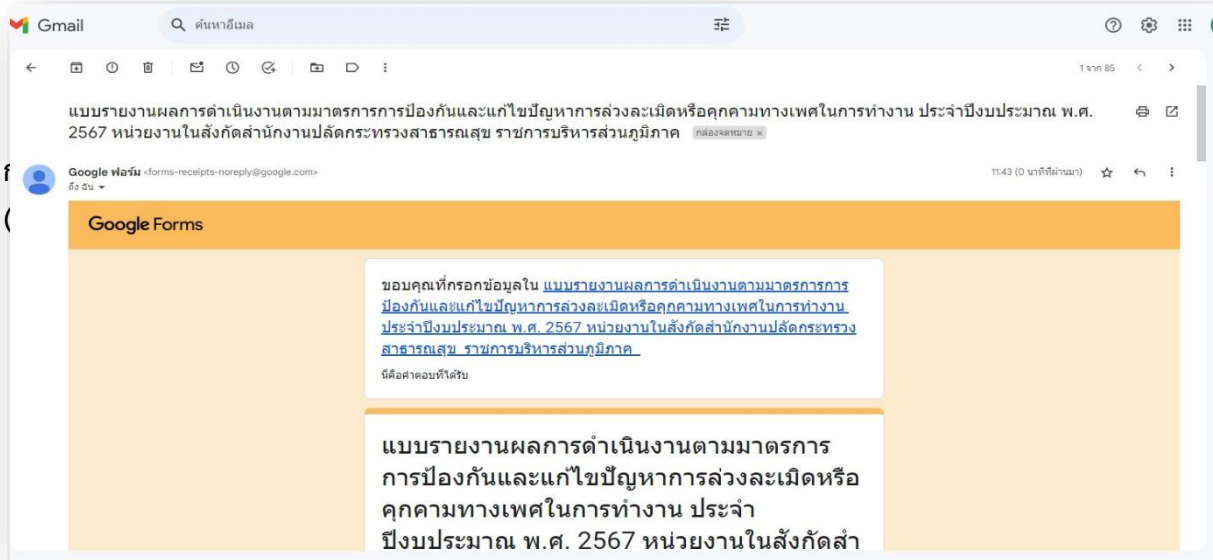 Gmail
ค้นหาอีเมล
1 จาก 85
แบบรายงานผลการดำเนินงานตามมาตรการการป้องกันและแก้ไขปัญหาการล่วงละเมิดหรือคุกคามทางเพศในการทำงาน ประจำปีงบประมาณ พ.ศ.
2567 หน่วยงานในสังกัดสำนักงานปลัดกระทรวงสาธารณสุข ราชการบริหารส่วนภูมิภาค กล่องจดหมาย x
Google ฟอร์ม <forms-receipts-noreply@google.com> 11:43 (0 นาทีที่ผ่านมา)
ถึง ฉัน
(
Google Forms
ขอบคุณที่กรอกข้อมูลใน แบบรายงานผลการดำเนินงานตามมาตรการการ
ป้องกันและแก้ไขปัญหาการล่วงละเมิดหรือคุกคามทางเพศในการทำงาน
ประจำปีงบประมาณ พ.ศ. 2567 หน่วยงานในสังกัดสำนักงานปลัดกระทรวง
สาธารณสุข ราชการบริหารส่วนภูมิภาค
นี่คือคำตอบที่ได้รับ
แบบรายงานผลการดำเนินงานตามมาตรการ
การป้องกันและแก้ไขปัญหาการล่วงละเมิดหรือ
คุกคามทางเพศในการทำงาน ประจำ
ปีงบประมาณ พ.ศ. 2567 หน่วยงานในสังกัดสำ